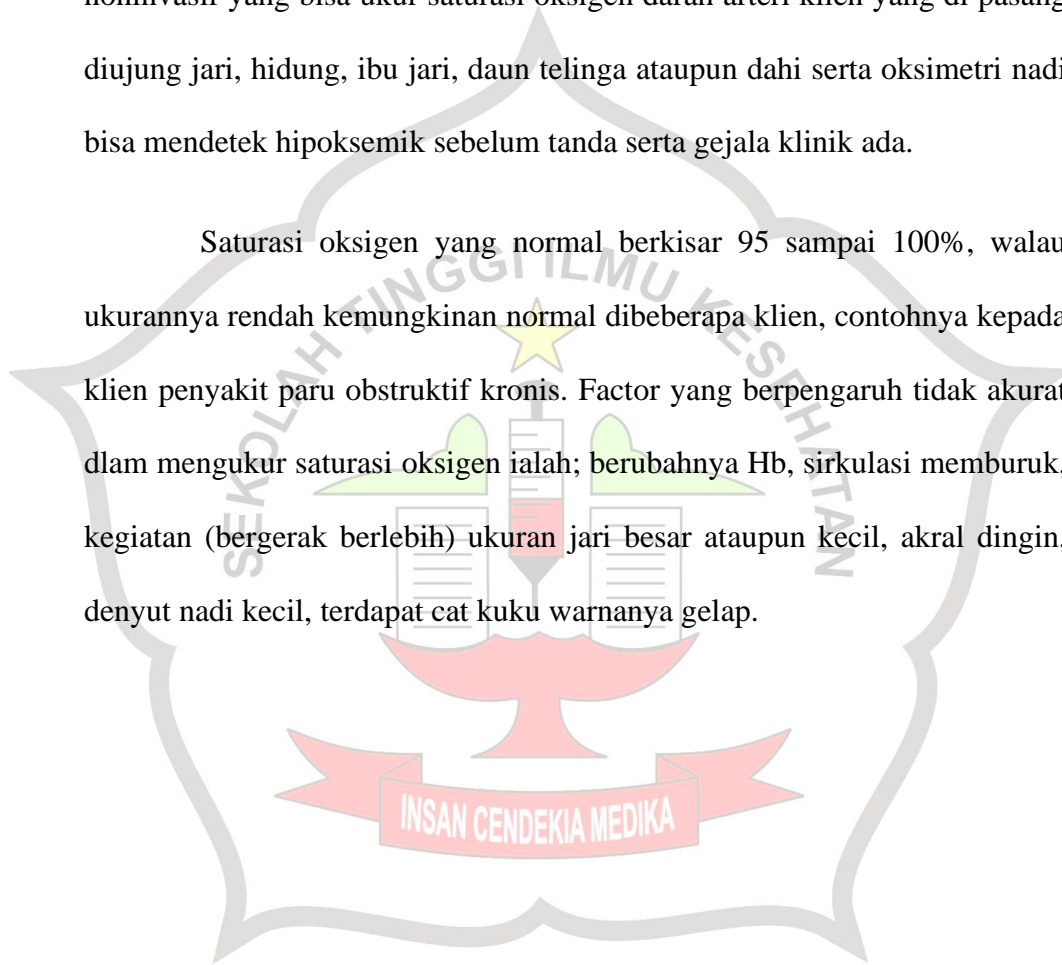 noninvasif yang bisa ukur saturasi oksigen darah arteri klien yang di pasang
diujung jari, hidung, ibu jari, daun telinga ataupun dahi serta oksimetri nadi
bisa mendetek hipoksemik sebelum tanda serta gejala klinik ada.
Saturasi oksigen yang normal berkisar 95 sampai 100%, walau
ukurannya rendah kemungkinan normal dibeberapa klien, contohnya kepada
klien penyakit paru obstruktif kronis. Factor yang berpengaruh tidak akurat
dlam mengukur saturasi oksigen ialah; berubahnya Hb, sirkulasi memburuk,
kegiatan (bergerak berlebih) ukuran jari besar ataupun kecil, akral dingin,
denyut nadi kecil, terdapat cat kuku warnanya gelap.
SEKOLAH TINGGI ILMU KESEHATAN
INSAN CENDEKIA MEDIKA